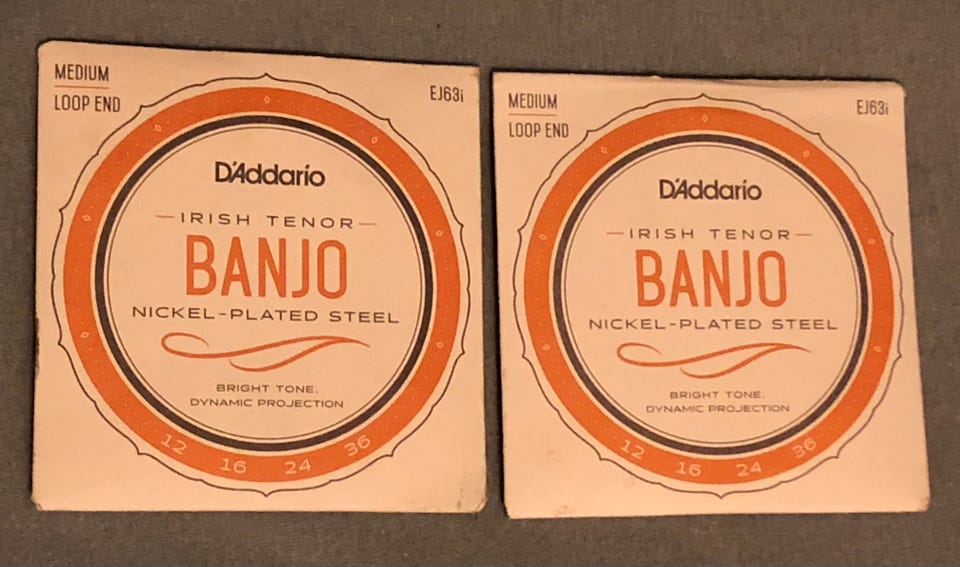 MEDIUM
LOOP END
EJ63i
D'Addario
IRISH TENOR
BANJO
NICKEL-PLATED STEEL
BRIGHT TONE.
DYNAMIC PROJECTION
12 16 24 36
MEDIUM
LOOP END
EJ63i
D'Addario
IRISH TENOR
BANJO
NICKEL-PLATED STEEL
BRIGHT TONE.
DYNAMIC PROJECTION
12 16 24 36